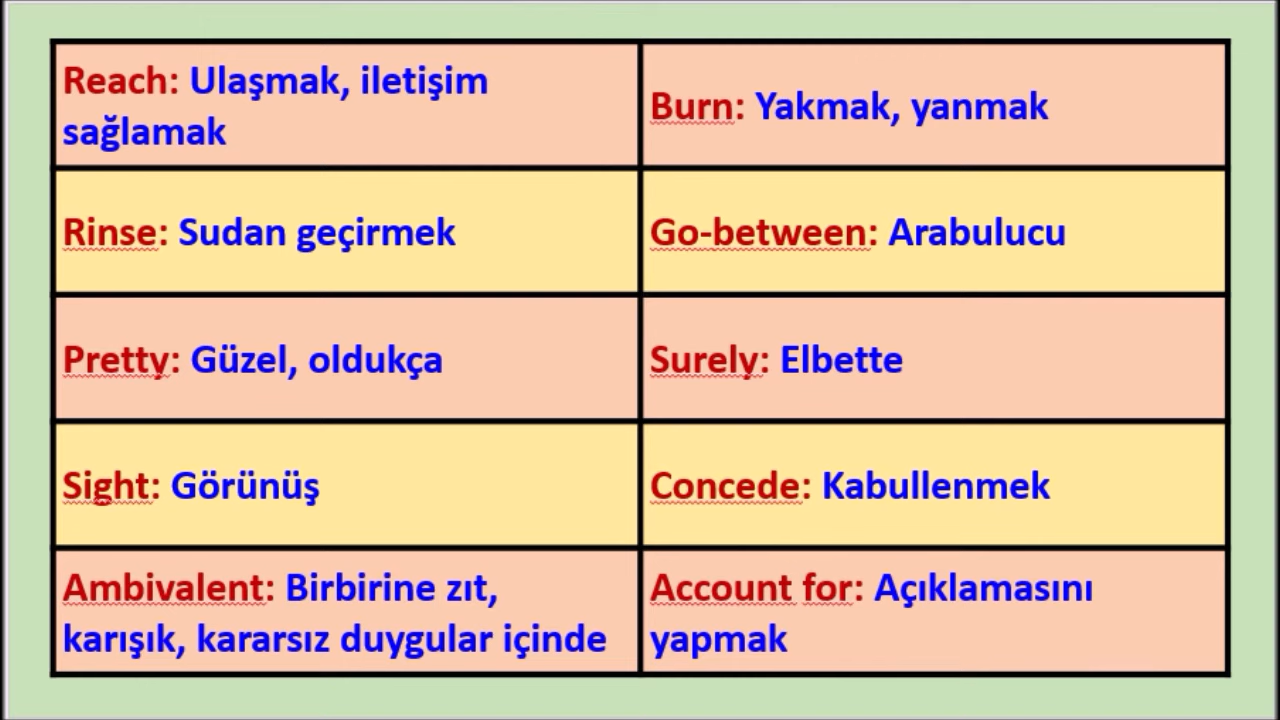 Reach: Ulaşmak, iletişim
sağlamak
Burn: Yakmak, yanmak
Rinse: Sudan geçirmek
Go-between: Arabulucu
Pretty: Güzel, oldukça
Surely: Elbette
Sight: Görünüş
Concede: Kabullenmek
Ambivalent: Birbirine zıt,
karışık, kararsız duygular içinde
Account for: Açıklamasını
yapmak